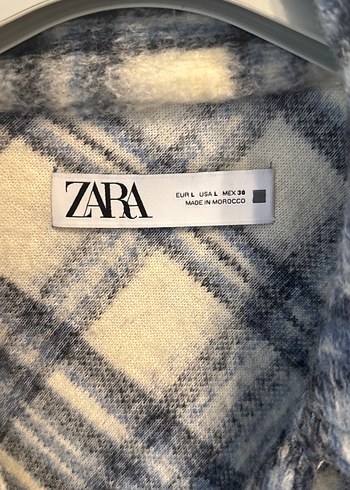 ZARA
EUR L USA L MEX 30
MADE IN MOROCCO